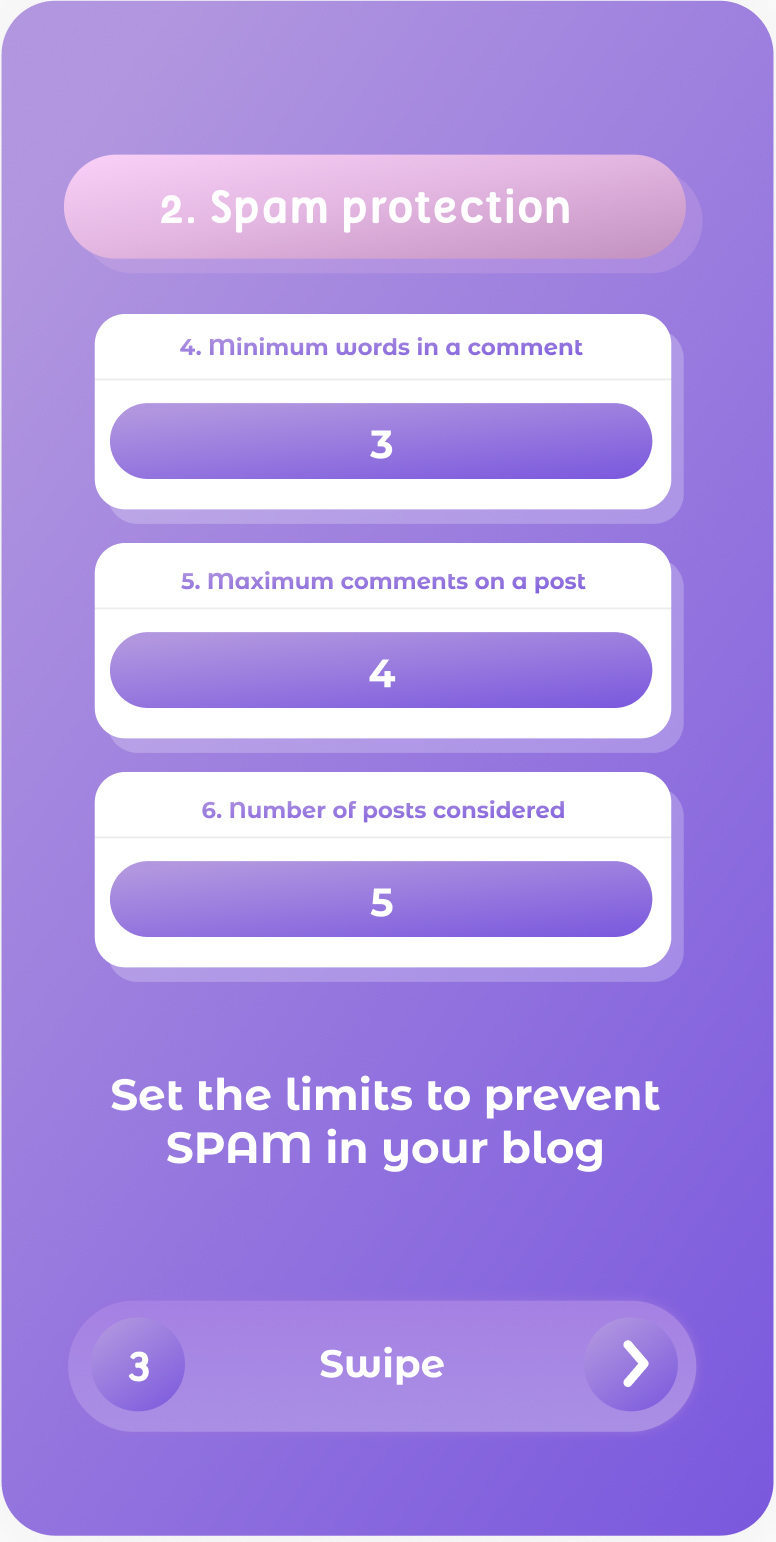 2. Spam protection
4. Minimum words in a comment
3
5. Maximum comments on a post
4
6. Number of posts considered
5
Set the limits to prevent
SPAM in your blog
3 Swipe